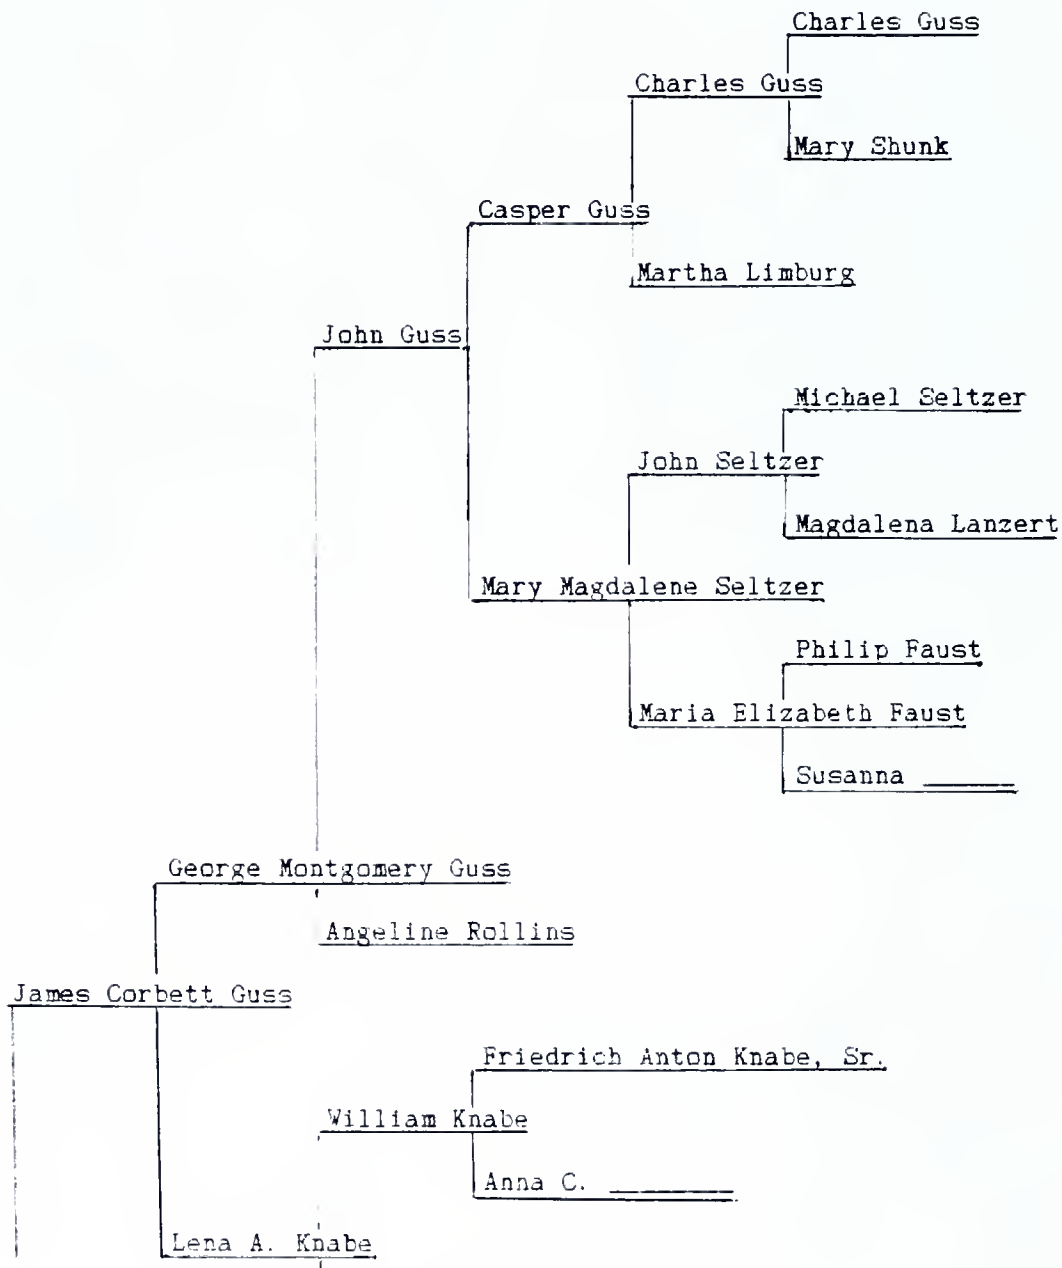 Charles Guss
Charles Guss
Mary Shunk
Casper Guss
Martha Limburg
John Guss
Michael Seltzer
John Seltzer
Magdalena Lanzert
Mary Magdalene Seltzer
Philip Faust
Maria Elizabeth Faust
Susanna ________
George Montgomery Guss
Angeline Rollins
James Corbett Guss
Friedrich Anton Knabe, Sr.
William Knabe
Anna C. ___________
Lena A. Knabe